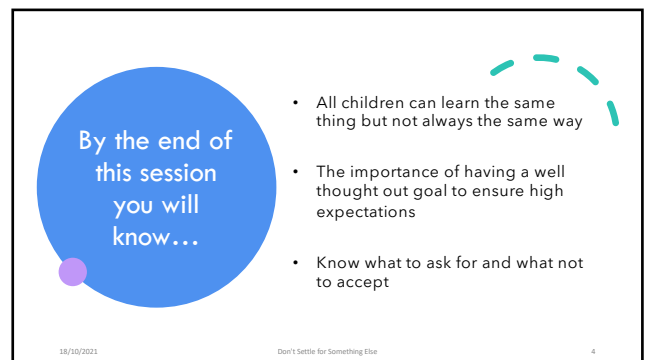 By the end of
this session
you will
know…
• All children can learn the same
thing but not always the same way
• The importance of having a well
thought out goal to ensure high
expectations
• Know what to ask for and what not
to accept
18/10/2021
Don't Settle for Something Else
4